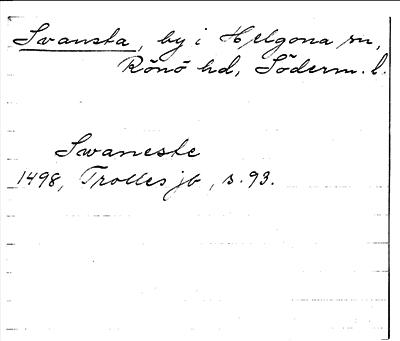 Svansta, by i Helgona sn,
Rönö hd, Söderm. l.
Swaneste
1498, Trolles jb, s. 93.